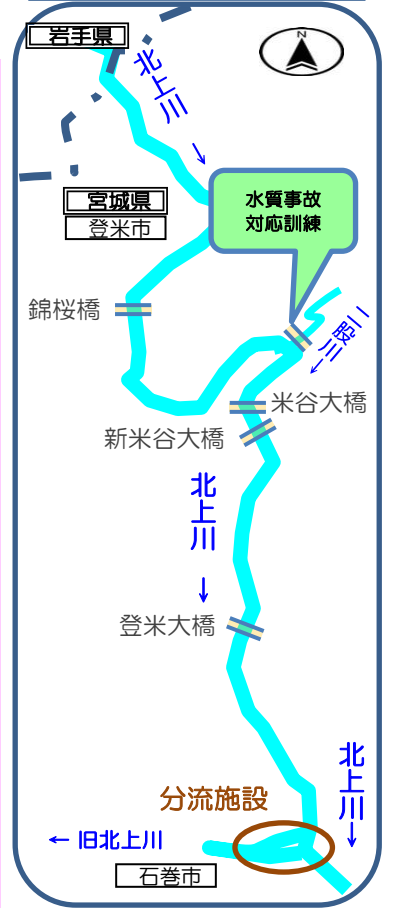 岩手県
N
北上川
↓
宮城県
登米市
水質事故
対応訓練
錦桜橋
二股川
↓
米谷大橋
新米谷大橋
北上川
↓
登米大橋
北上川
↓
分流施設
← 旧北上川
石巻市